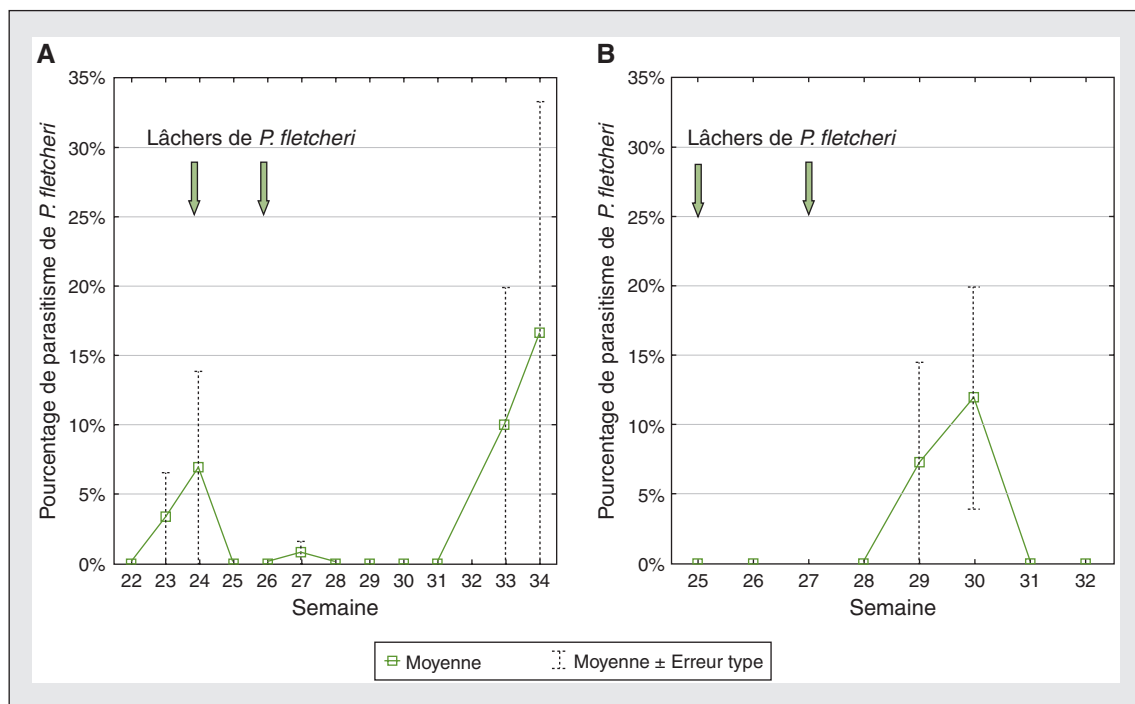 A
Pourcentage de parasitisme de P. fletcheri
35%
30%
25%
20%
15%
10%
5%
0%
Lâchers de P. fletcheri
22 23 24 25 26 27 28 29 30 31 32 33 34
Semaine
B
Pourcentage de parasitisme de P. fletcheri
35%
30%
25%
20%
15%
10%
5%
0%
Lâchers de P. fletcheri
25 26 27 28 29 30 31 32
Semaine
Moyenne Moyenne ± Erreur type